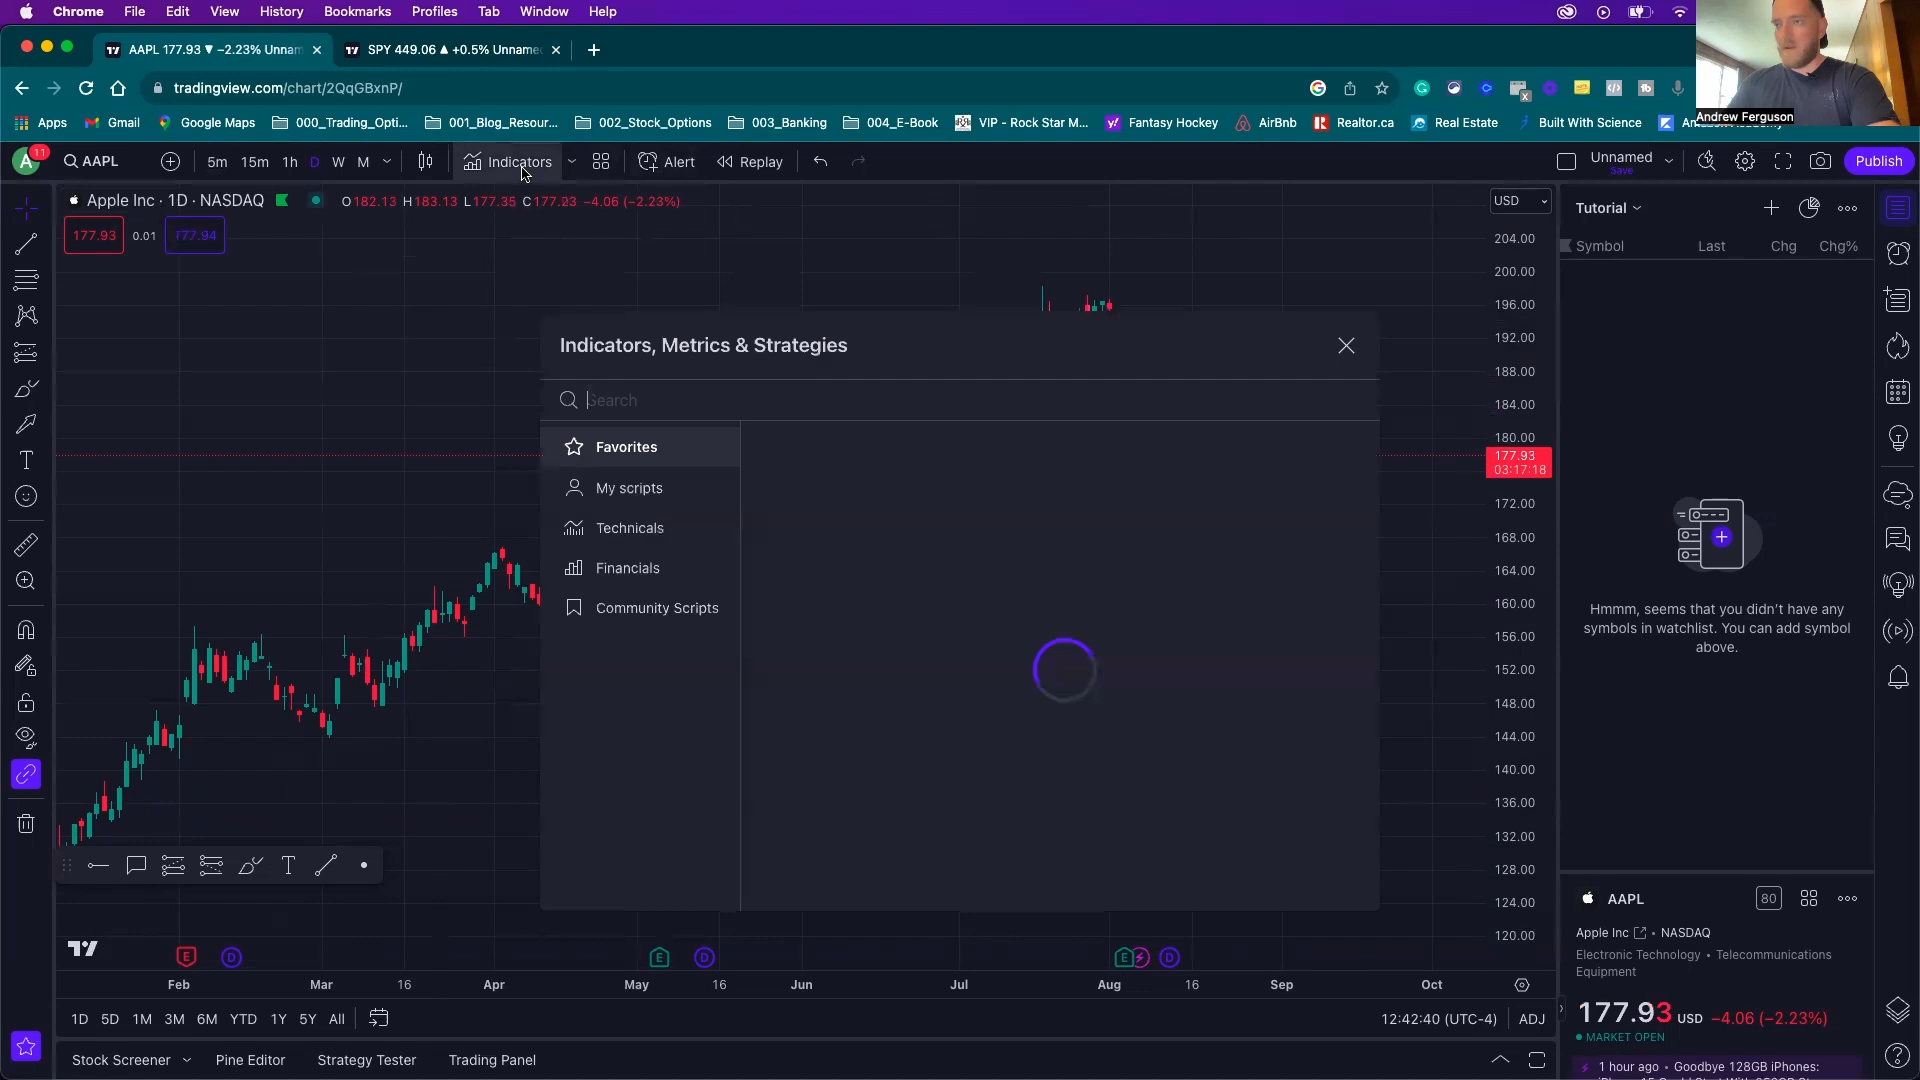 Chrome File Edit View History Bookmarks Profiles Tab Window Help
AAPL 177.93 ▼ −2.23% Unnam
SPY 449.06 ▲ +0.5% Unname
tradingview.com/chart/2QqGBxnP/
Apps Gmail Google Maps 000_Trading_Opti... 001_Blog_Resour... 002_Stock_Options 003_Banking 004_E-Book VIP - Rock Star M... Fantasy Hockey AirBnb Realtor.ca Real Estate Built With Science
Andrew Ferguson
A 11 AAPL 5m 15m 1h D W M Indicators Alert Replay Unnamed Save Publish
Apple Inc · 1D · NASDAQ O182.13 H183.13 L177.35 C177.93 −4.06 (−2.23%)
177.93 0.01 177.94
USD
204.00
200.00
196.00
192.00
188.00
184.00
180.00
177.93
03:17:18
172.00
168.00
164.00
160.00
156.00
152.00
148.00
144.00
140.00
136.00
132.00
128.00
124.00
120.00
Indicators, Metrics & Strategies
Search
Favorites
My scripts
Technicals
Financials
Community Scripts
Tutorial
Symbol Last Chg Chg%
Hmmm, seems that you didn't have any
symbols in watchlist. You can add symbol
above.
E D E D E D
Feb Mar 16 Apr May 16 Jun Jul Aug 16 Sep Oct
1D 5D 1M 3M 6M YTD 1Y 5Y All 12:42:40 (UTC-4) ADJ
Stock Screener Pine Editor Strategy Tester Trading Panel
AAPL 80
Apple Inc • NASDAQ
Electronic Technology • Telecommunications
Equipment
177.93 USD −4.06 (−2.23%)
MARKET OPEN
1 hour ago • Goodbye 128GB iPhones: